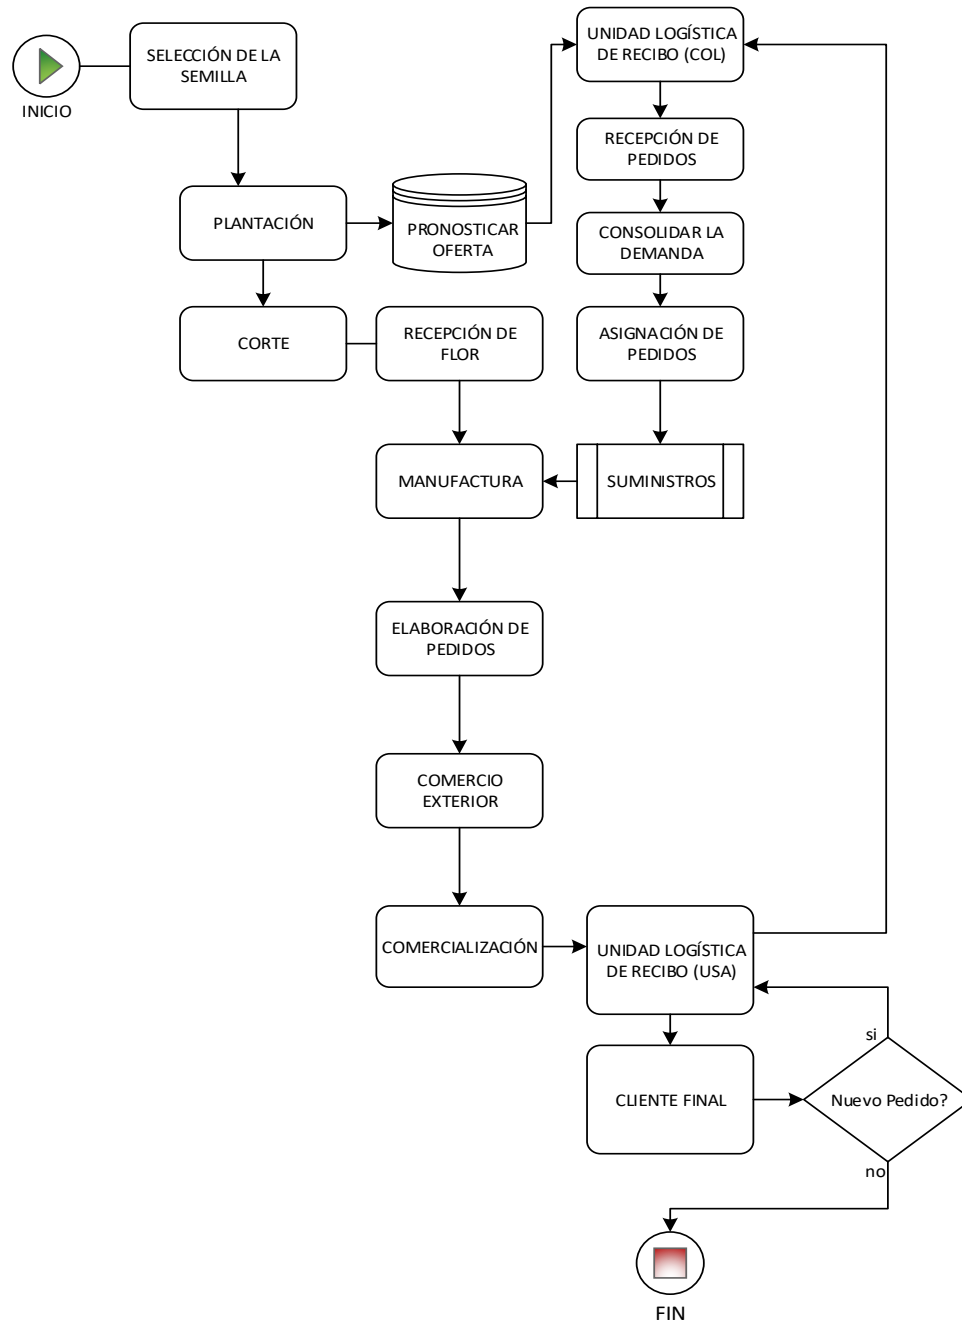 INICIO
SELECCIÓN DE LA
SEMILLA
UNIDAD LOGÍSTICA
DE RECIBO (COL)
RECEPCIÓN DE
PEDIDOS
PLANTACIÓN
PRONOSTICAR
OFERTA
CONSOLIDAR LA
DEMANDA
CORTE
RECEPCIÓN DE
FLOR
ASIGNACIÓN DE
PEDIDOS
MANUFACTURA
SUMINISTROS
ELABORACIÓN DE
PEDIDOS
COMERCIO
EXTERIOR
COMERCIALIZACIÓN
UNIDAD LOGÍSTICA
DE RECIBO (USA)
si
CLIENTE FINAL
Nuevo Pedido?
no
FIN